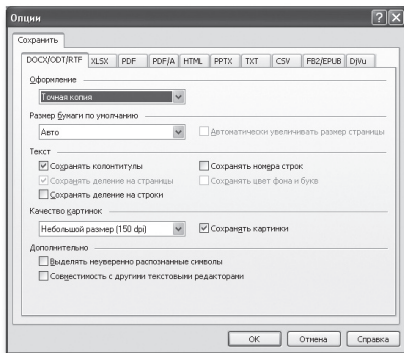 Опции
Сохранить
DOCX/ODT/RTF XLSX PDF PDF/A HTML PPTX TXT CSV FB2/EPUB DjVu
Оформление
Точная копия
Размер бумаги по умолчанию
Авто Автоматически увеличивать размер страницы
Текст
Сохранять колонтитулы Сохранять номера строк
Сохранять деление на страницы Сохранять цвет фона и букв
Сохранять деление на строки
Качество картинок
Небольшой размер (150 dpi) Сохранять картинки
Дополнительно
Выделять неуверенно распознанные символы
Совместимость с другими текстовыми редакторами
OK Отмена Справка